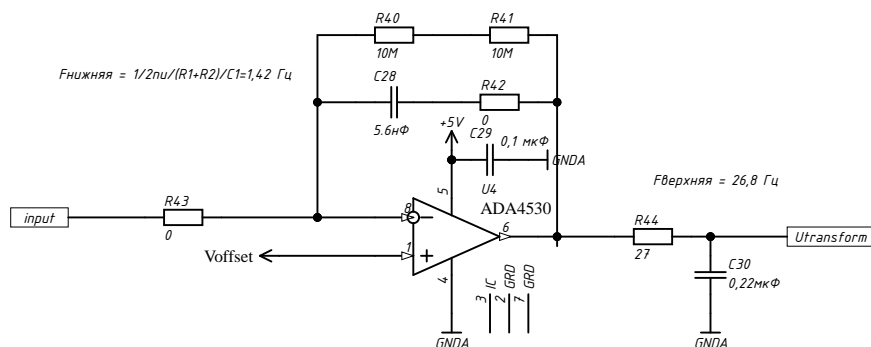 R40
R41
10M
10M
Fнижняя = 1/2пи/(R1+R2)/C1=1,42 Гц
C28
R42
5.6нФ
0
+5V
C29
0,1 мкФ
GNDA
5
U4
ADA4530
Fверхняя = 26,8 Гц
R43
input
0
8
6
R44
Utransform
27
Voffset
1
C30
0,22мкФ
4
3 IC
2 GRD
7 GRD
GNDA
GNDA